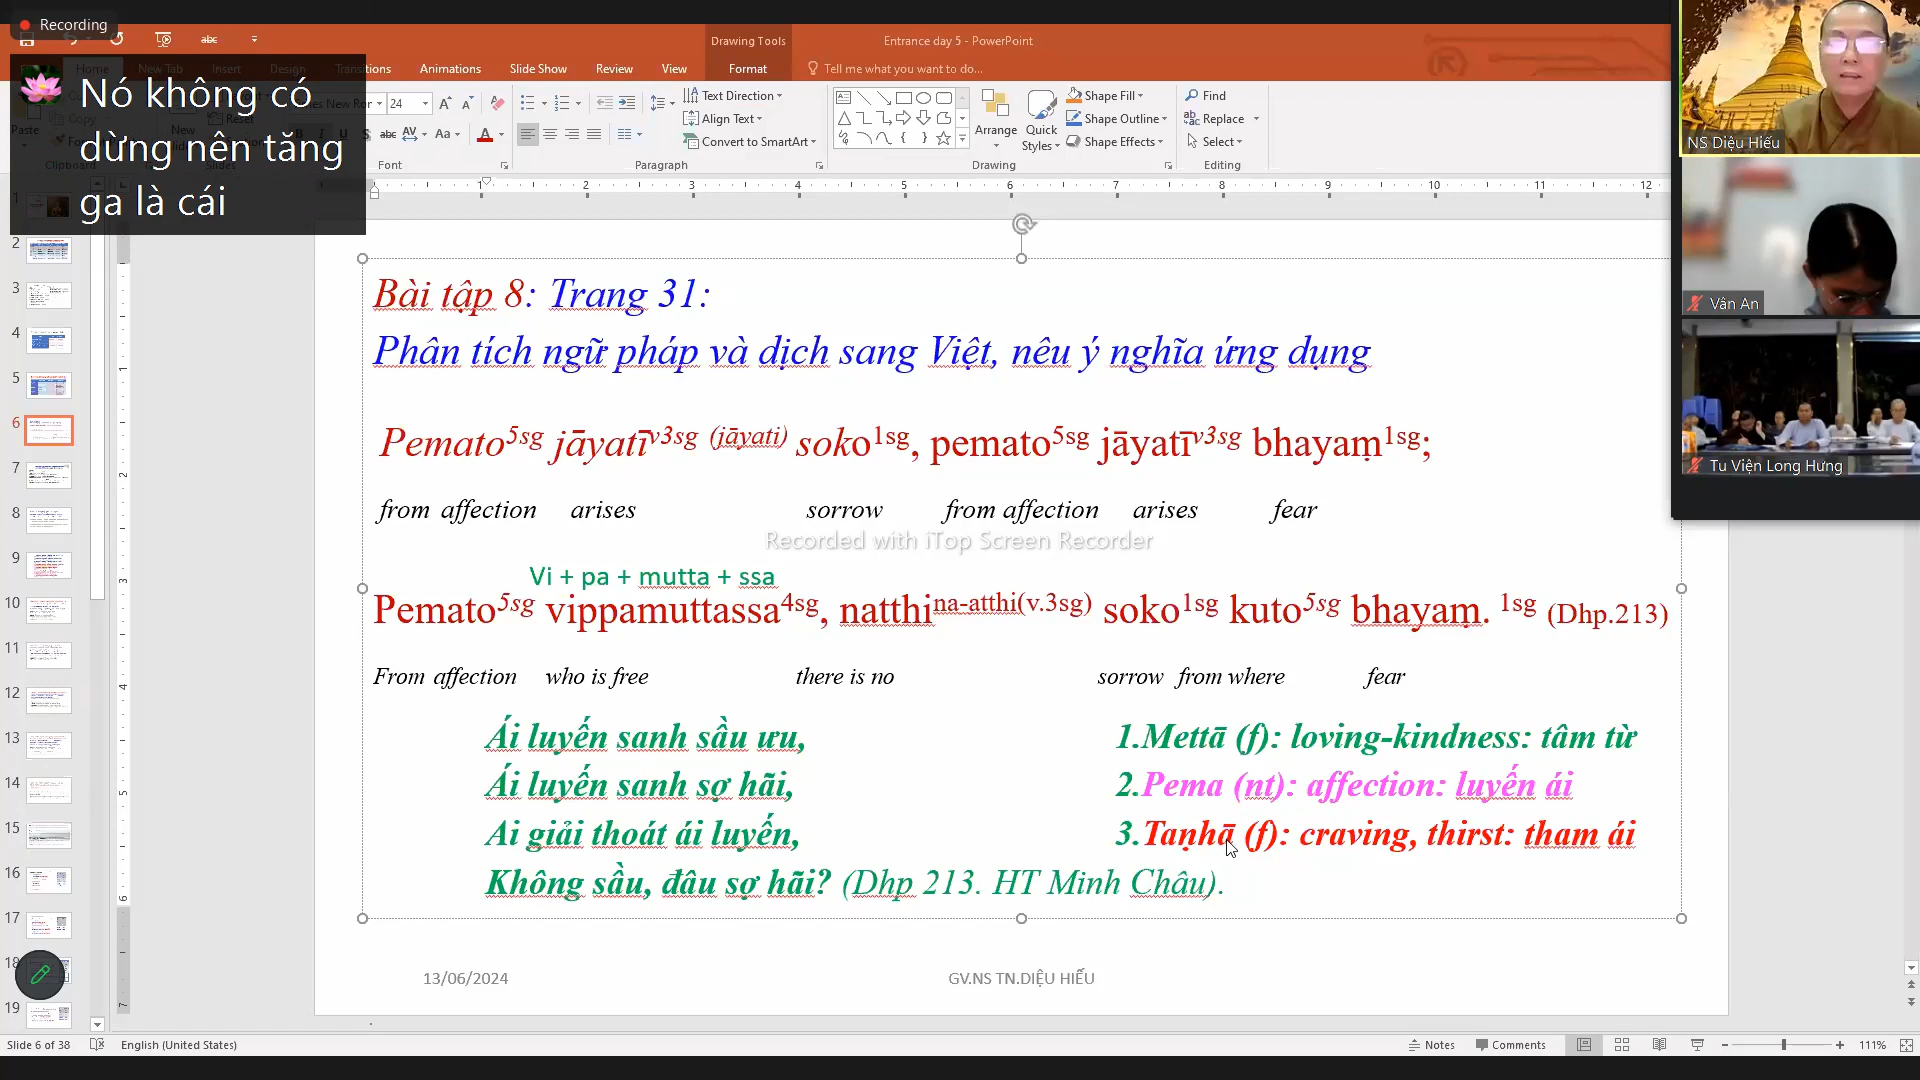 Recording
Entrance day 5 - PowerPoint
Drawing Tools
Home New Tab Insert Design Transitions Animations Slide Show Review View Format Tell me what you want to do...
Nó không có
dừng nên tăng
ga là cái
24
Text Direction
Align Text
Convert to SmartArt
Arrange
Quick
Styles
Shape Fill
Shape Outline
Shape Effects
Find
Replace
Select
Clipboard Slides Font Paragraph Drawing Editing
NS Diệu Hiếu
Vân An
Tu Viện Long Hưng
Bài tập 8: Trang 31:
Phân tích ngữ pháp và dịch sang Việt, nêu ý nghĩa ứng dụng
Pemato5sg jāyatīv3sg (jāyati) soko1sg, pemato5sg jāyatīv3sg bhayaṃ1sg;
from affection arises sorrow from affection arises fear
Recorded with iTop Screen Recorder
Vi + pa + mutta + ssa
Pemato5sg vippamuttassa4sg, natthina-atthi(v.3sg) soko1sg kuto5sg bhayaṃ. 1sg (Dhp.213)
From affection who is free there is no sorrow from where fear
Ái luyến sanh sầu ưu,
Ái luyến sanh sợ hãi,
Ai giải thoát ái luyến,
Không sầu, đâu sợ hãi? (Dhp 213. HT Minh Châu).
1.Mettā (f): loving-kindness: tâm từ
2.Pema (nt): affection: luyến ái
3.Taṇhā (f): craving, thirst: tham ái
13/06/2024
GV.NS TN.DIỆU HIẾU
Slide 6 of 38
English (United States)
Notes
Comments
111%